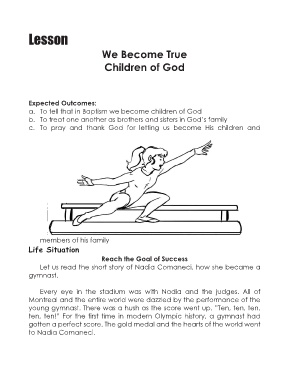 Lesson
We Become True
Children of God
Expected Outcomes:
a. To tell that in Baptism we become children of God
b. To treat one another as brothers and sisters in God's family
c. To pray and thank God for letting us become His children and
members of his family
Life Situation
Reach the Goal of Success
Let us read the short story of Nadia Comaneci, how she became a
gymnast.
Every eye in the stadium was with Nadia and the judges. All of
Montreal and the entire world were dazzled by the performance of the
young gymnast. There was a hush as the score went up. "Ten, ten, ten,
ten, ten!" For the first time in modern Olympic history, a gymnast had
gotten a perfect score. The gold medal and the hearts of the world went
to Nadia Comaneci.